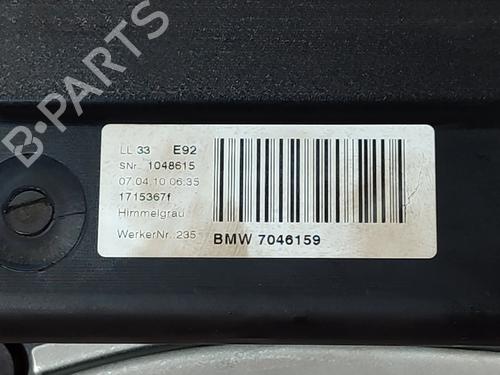 B-PARTS
LL 33 E92
SNr.: 1048615
07.04.10 06:35
1715367f
Himmelgrau
WerkerNr.:235
BMW 7046159